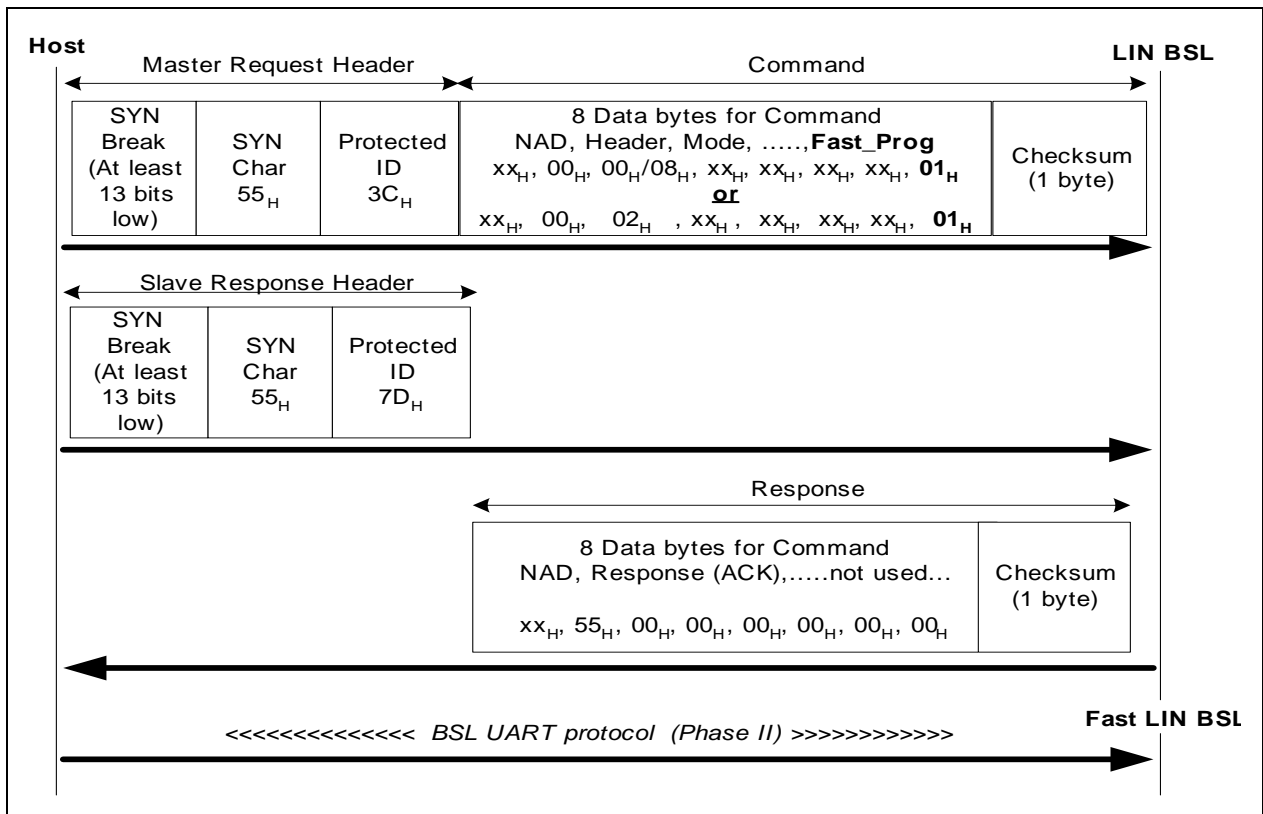 Host
LIN BSL
Master Request Header
Command
SYN
Break
(At least
13 bits
low)
SYN
Char
55H
Protected
ID
3CH
8 Data bytes for Command
NAD, Header, Mode, .....,Fast_Prog
xxH, 00H, 00H/08H, xxH, xxH, xxH, xxH, 01H
or
xxH, 00H, 02H , xxH , xxH, xxH, xxH, 01H
Checksum
(1 byte)
Slave Response Header
SYN
Break
(At least
13 bits
low)
SYN
Char
55H
Protected
ID
7DH
Response
8 Data bytes for Command
NAD, Response (ACK),.....not used...
xxH, 55H, 00H, 00H, 00H, 00H, 00H, 00H
Checksum
(1 byte)
Fast LIN BSL
<<<<<<<<<<<<<< BSL UART protocol (Phase II) >>>>>>>>>>>>